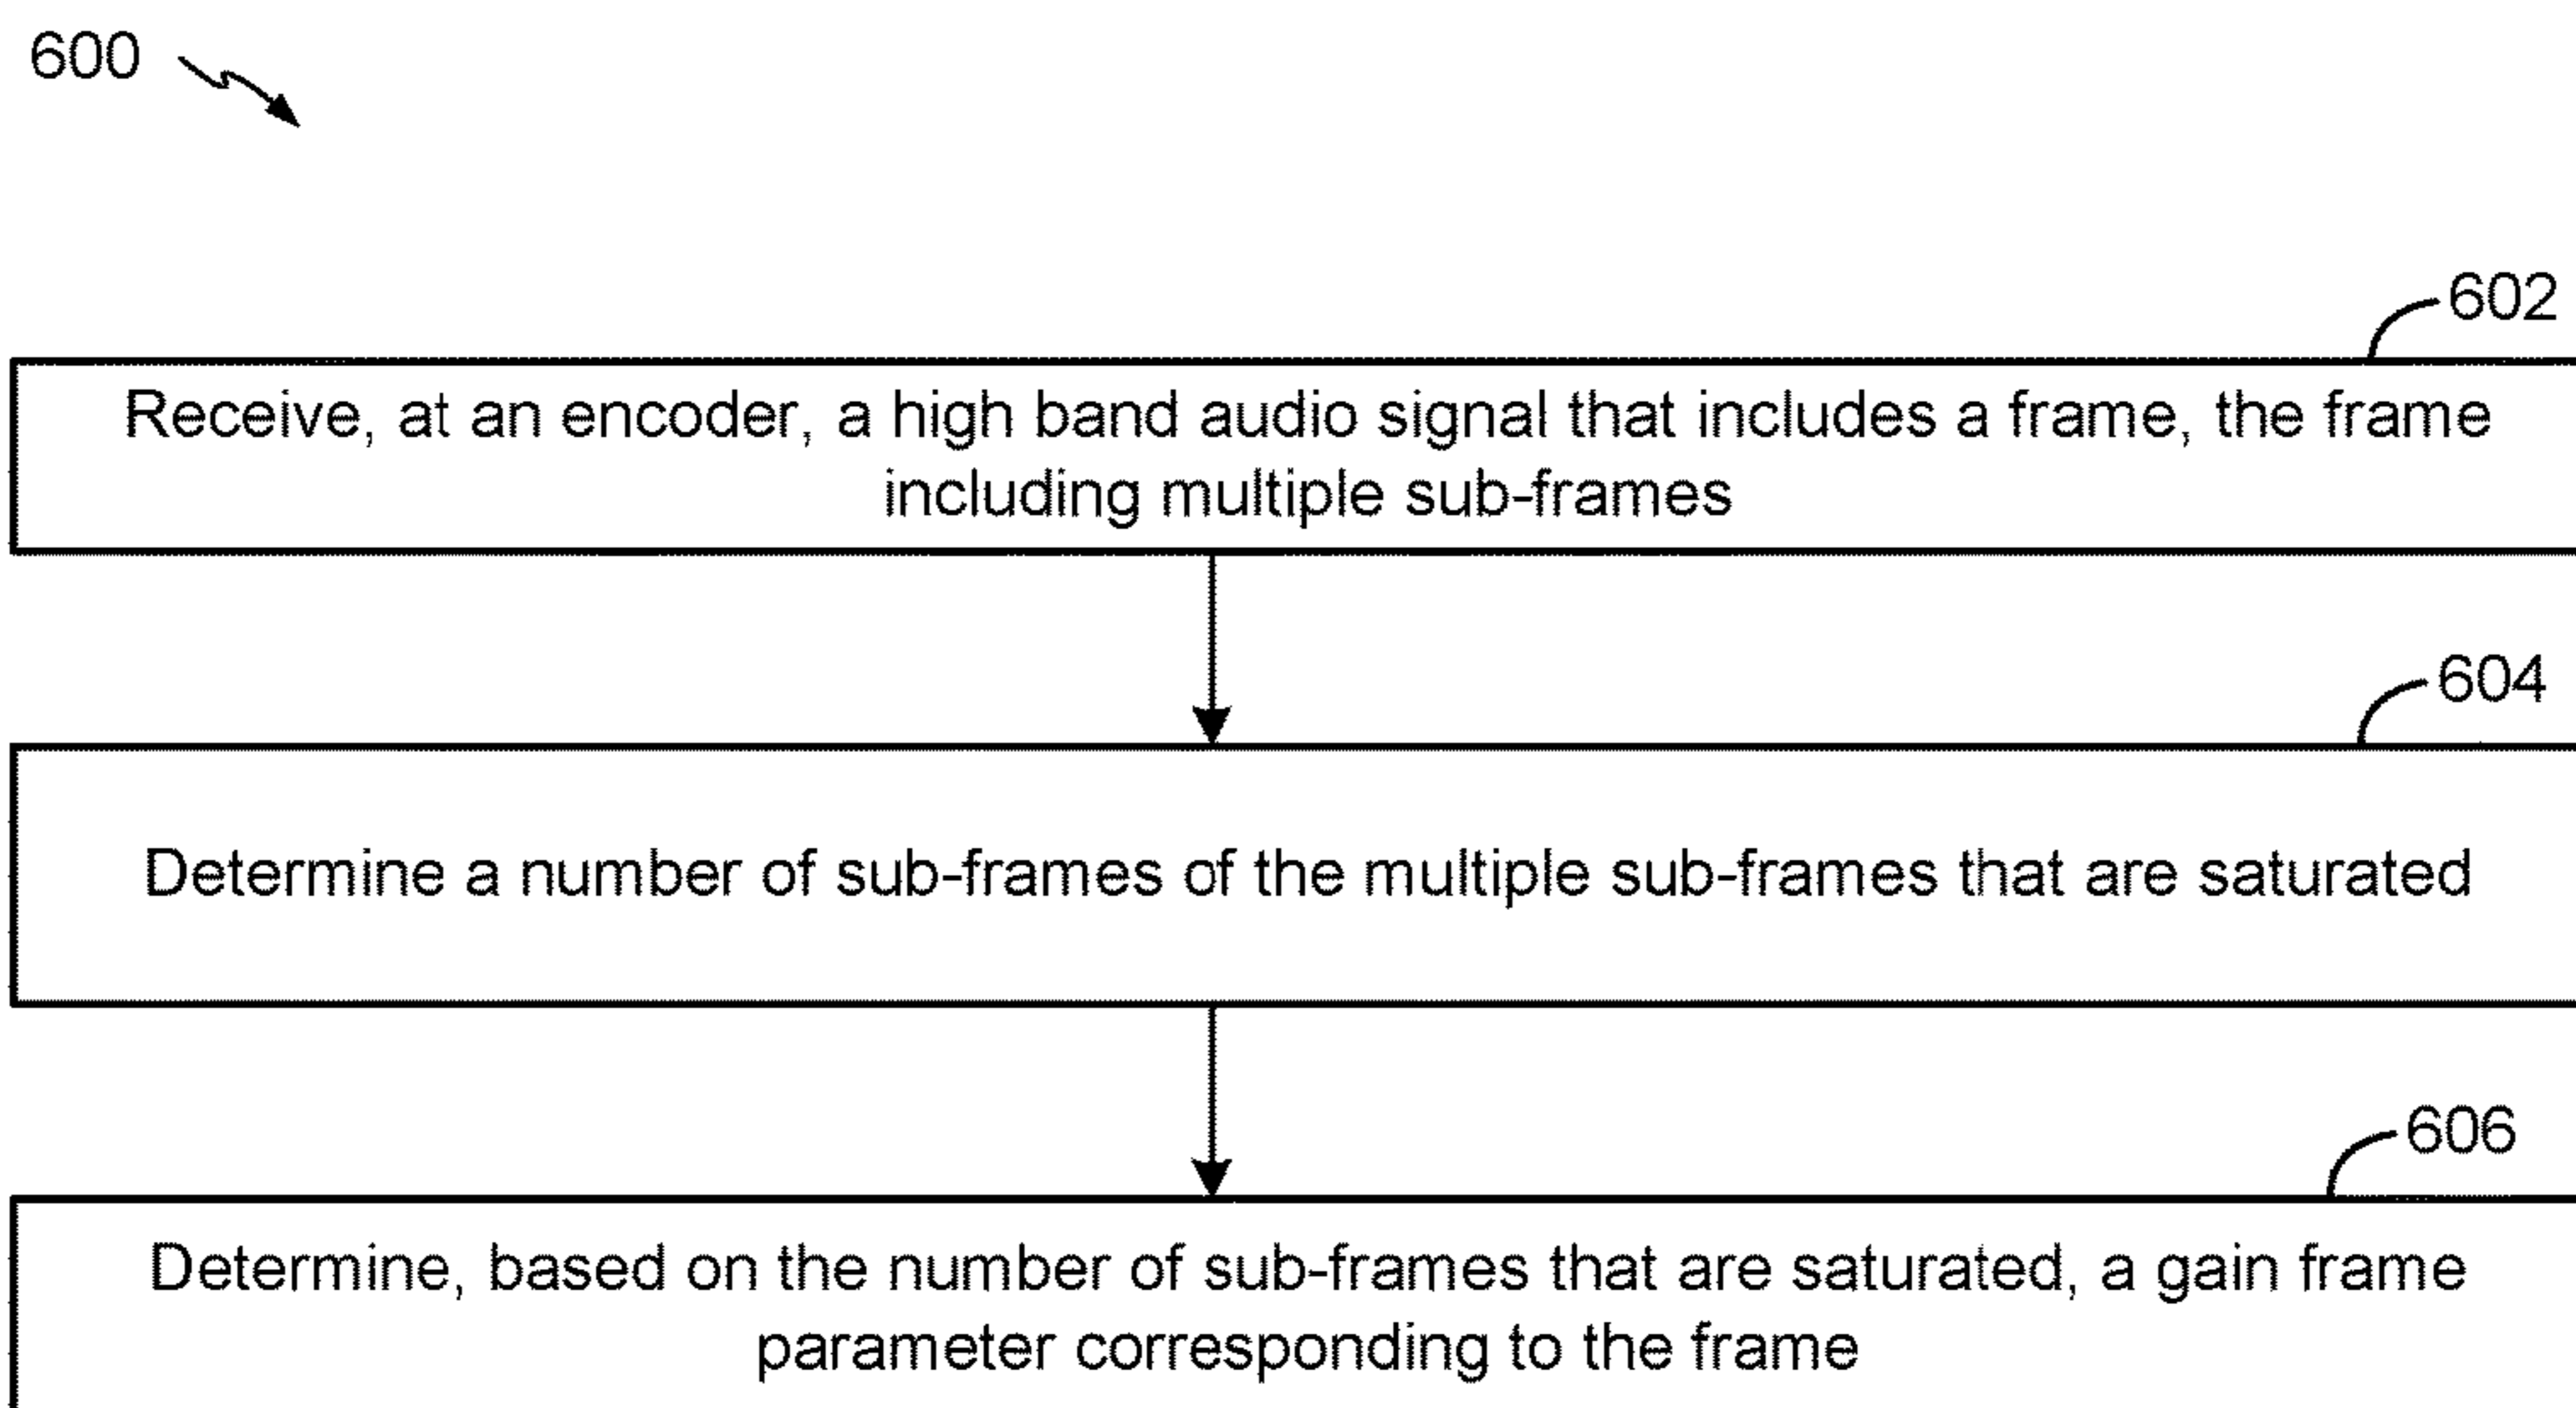 600
602
Receive, at an encoder, a high band audio signal that includes a frame, the frame
including multiple sub-frames
604
Determine a number of sub-frames of the multiple sub-frames that are saturated
606
Determine, based on the number of sub-frames that are saturated, a gain frame
parameter corresponding to the frame